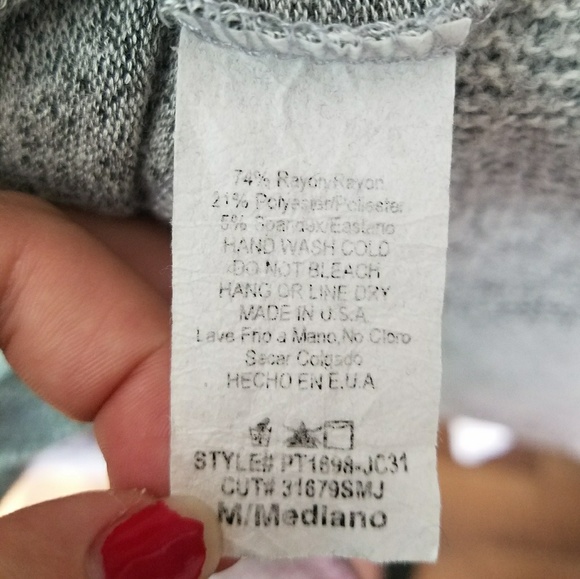 74% Rayon/Rayon
21% Polyester/Poliester
5% Spandex/Elastano
HAND WASH COLD
DO NOT BLEACH
HANG OR LINE DRY
MADE IN U.S.A
Lave Frio a Mano,No Cloro
Secar Colgado
HECHO EN E.U.A
STYLE# PT1698-JC31
CUT# 31679SMJ
M/Mediano